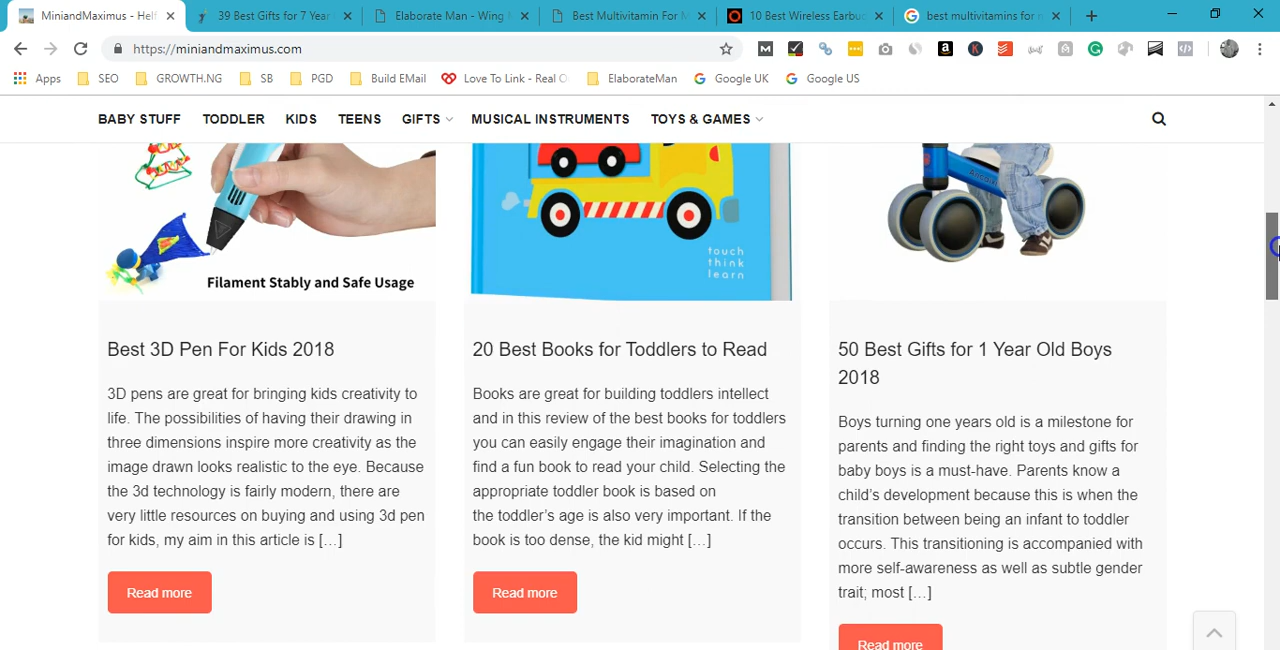 MiniandMaximus - Helf
39 Best Gifts for 7 Year
Elaborate Man - Wing M
Best Multivitamin For M
10 Best Wireless Earbuc
best multivitamins for m
https://miniandmaximus.com
Apps
SEO
GROWTH.NG
SB
PGD
Build EMail
Love To Link - Real O
ElaborateMan
Google UK
Google US
BABY STUFF TODDLER KIDS TEENS GIFTS MUSICAL INSTRUMENTS TOYS & GAMES
touch
think
learn
Filament Stably and Safe Usage
Best 3D Pen For Kids 2018
3D pens are great for bringing kids creativity to
life. The possibilities of having their drawing in
three dimensions inspire more creativity as the
image drawn looks realistic to the eye. Because
the 3d technology is fairly modern, there are
very little resources on buying and using 3d pen
for kids, my aim in this article is […]
Read more
20 Best Books for Toddlers to Read
Books are great for building toddlers intellect
and in this review of the best books for toddlers
you can easily engage their imagination and
find a fun book to read your child. Selecting the
appropriate toddler book is based on
the toddler's age is also very important. If the
book is too dense, the kid might […]
Read more
50 Best Gifts for 1 Year Old Boys
2018
Boys turning one years old is a milestone for
parents and finding the right toys and gifts for
baby boys is a must-have. Parents know a
child's development because this is when the
transition between being an infant to toddler
occurs. This transitioning is accompanied with
more self-awareness as well as subtle gender
trait; most […]
Read more